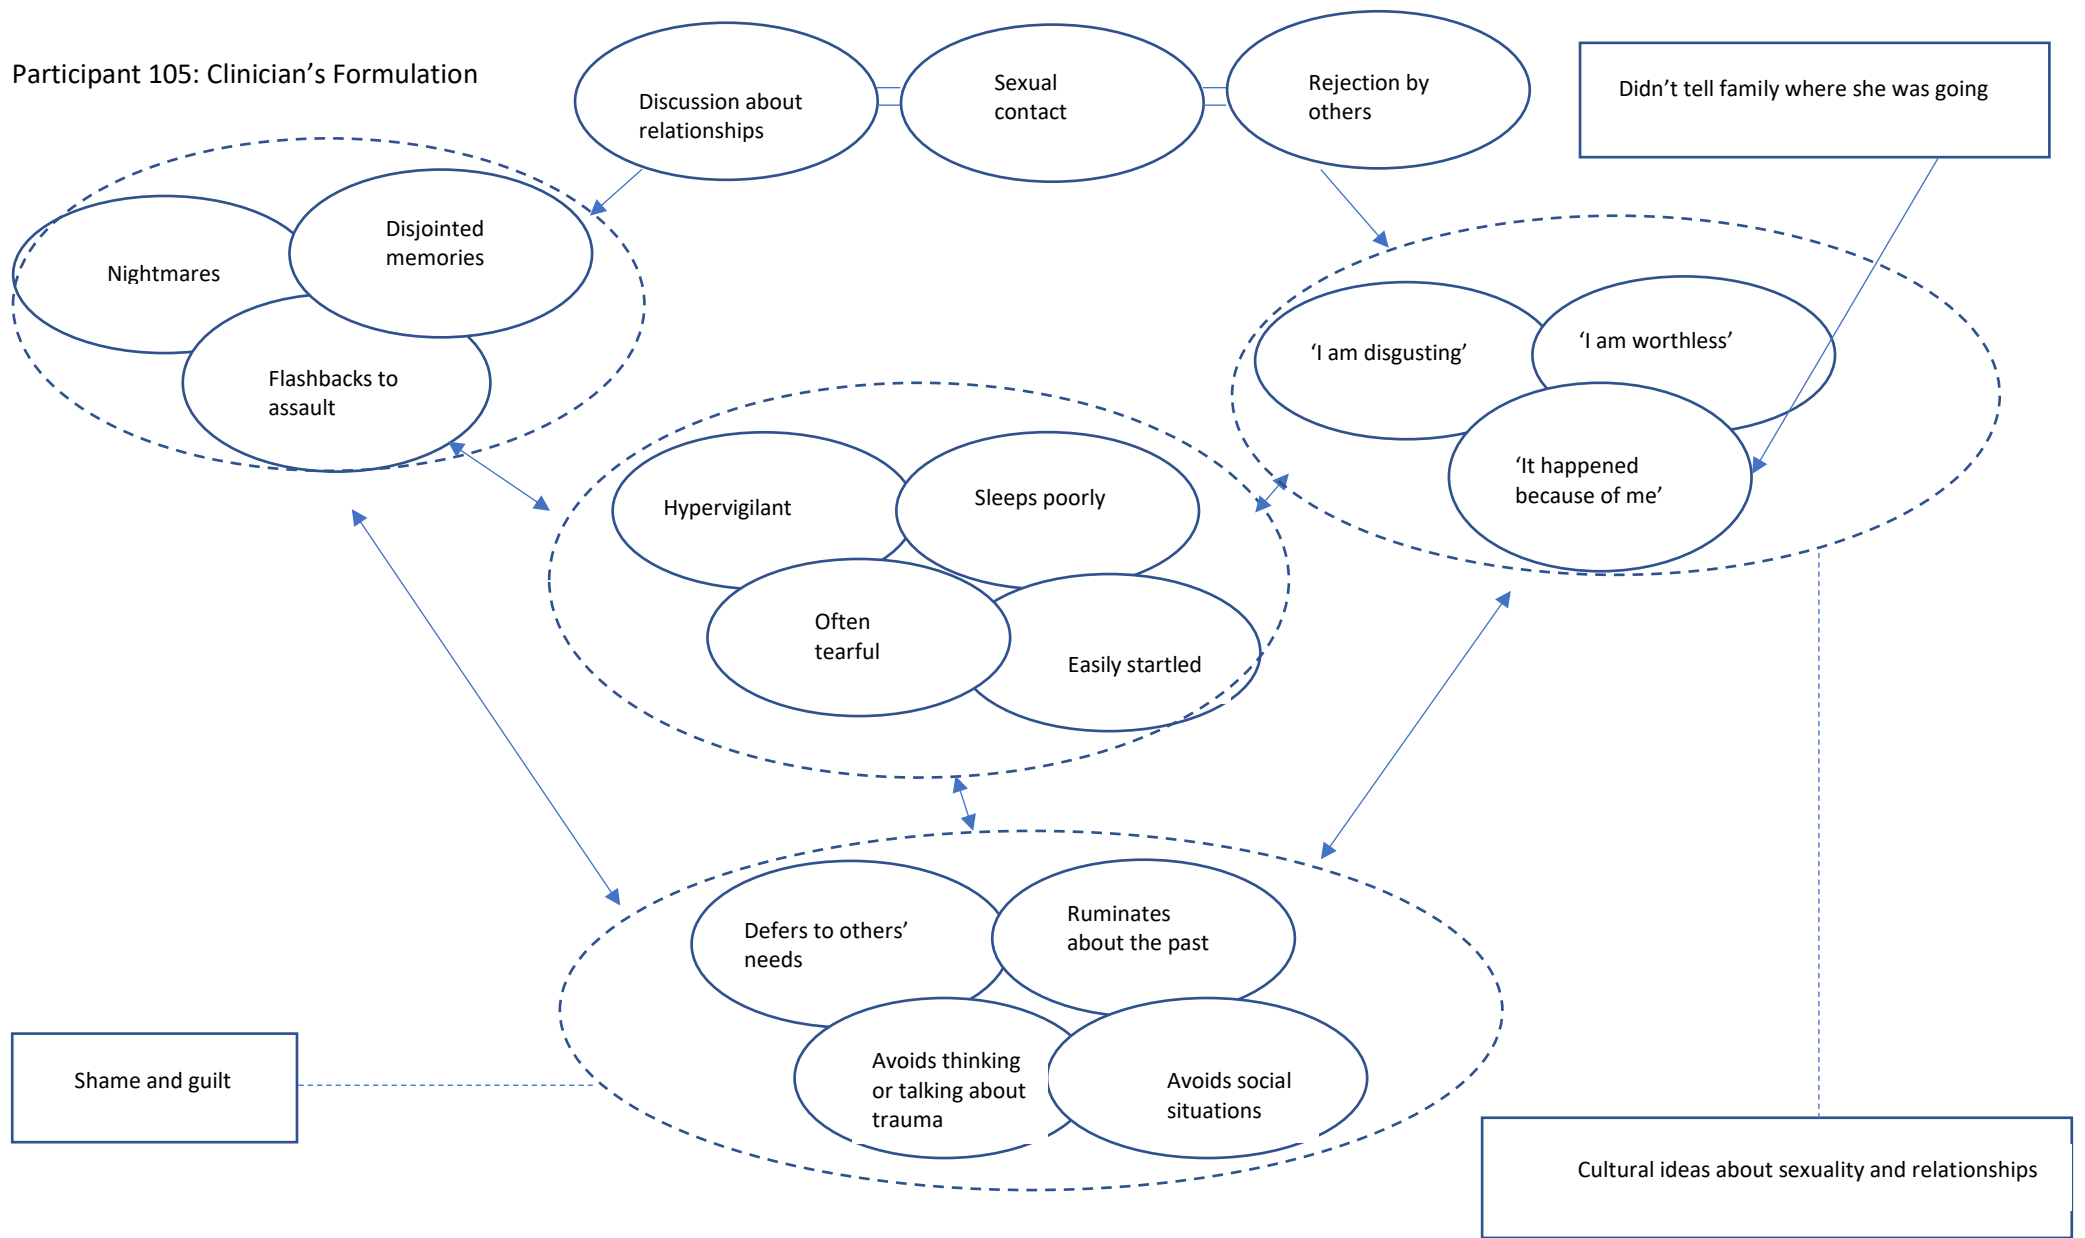 Participant 105: Clinician’s Formulation
Discussion about
relationships
Sexual
contact
Rejection by
others
Didn’t tell family where she was going
Nightmares
Disjointed
memories
Flashbacks to
assault
‘I am disgusting’
‘I am worthless’
‘It happened
because of me’
Hypervigilant
Sleeps poorly
Often
tearful
Easily startled
Defers to others’
needs
Ruminates
about the past
Avoids thinking
or talking about
trauma
Avoids social
situations
Shame and guilt
Cultural ideas about sexuality and relationships